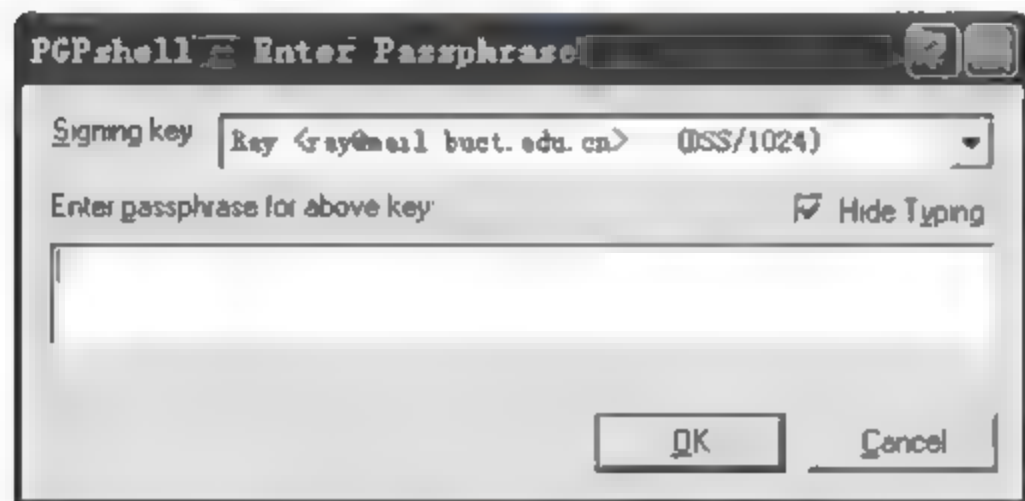 PGPshell - Enter Passphrase
Signing key Ray <ray@mail buct.edu.cn> (DSS/1024)
Enter passphrase for above key: Hide Typing
OK Cancel